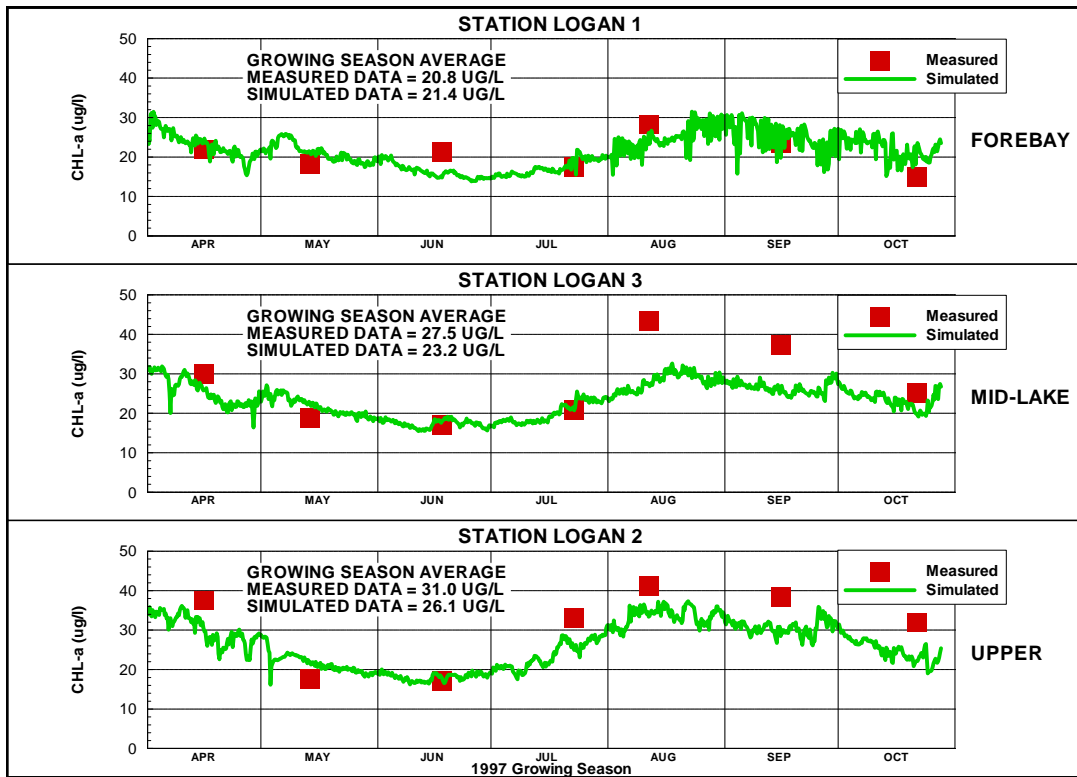 STATION LOGAN 1
50
40
30
20
10
0
CHL-a (ug/l)
GROWING SEASON AVERAGE
MEASURED DATA = 20.8 UG/L
SIMULATED DATA = 21.4 UG/L
Measured
Simulated
FOREBAY
APR MAY JUN JUL AUG SEP OCT
STATION LOGAN 3
50
40
30
20
10
0
CHL-a (ug/l)
GROWING SEASON AVERAGE
MEASURED DATA = 27.5 UG/L
SIMULATED DATA = 23.2 UG/L
Measured
Simulated
MID-LAKE
APR MAY JUN JUL AUG SEP OCT
STATION LOGAN 2
50
40
30
20
10
0
CHL-a (ug/l)
GROWING SEASON AVERAGE
MEASURED DATA = 31.0 UG/L
SIMULATED DATA = 26.1 UG/L
Measured
Simulated
UPPER
APR MAY JUN JUL AUG SEP OCT
1997 Growing Season